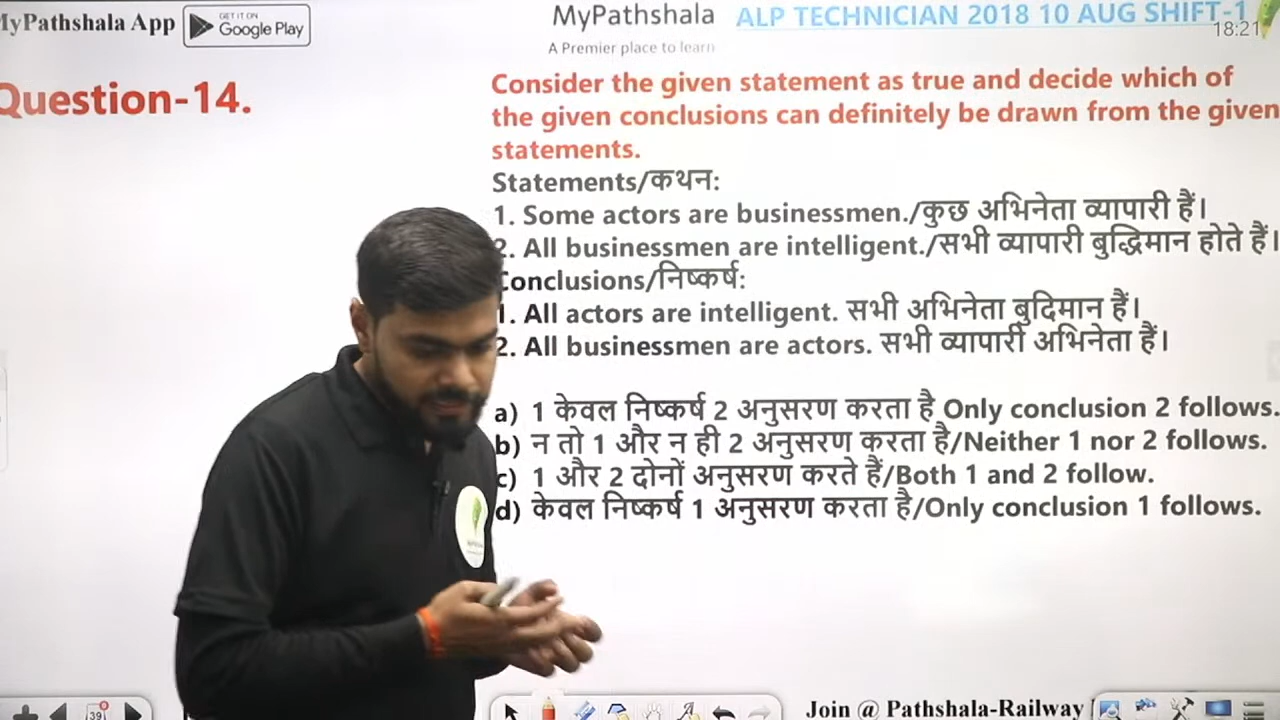 MyPathshala App
GET IT ON
Google Play
MyPathshala
A Premier place to learn
ALP TECHNICIAN 2018 10 AUG SHIFT-1
18:21
Question-14.
Consider the given statement as true and decide which of
the given conclusions can definitely be drawn from the given
statements.
Statements/कथन:
1. Some actors are businessmen./कुछ अभिनेता व्यापारी हैं।
2. All businessmen are intelligent./सभी व्यापारी बुद्धिमान होते हैं।
Conclusions/निष्कर्ष:
1. All actors are intelligent. सभी अभिनेता बुदिमान हैं।
2. All businessmen are actors. सभी व्यापारी अभिनेता हैं।
a) 1 केवल निष्कर्ष 2 अनुसरण करता है Only conclusion 2 follows.
b) न तो 1 और न ही 2 अनुसरण करता है/Neither 1 nor 2 follows.
c) 1 और 2 दोनों अनुसरण करते हैं/Both 1 and 2 follow.
d) केवल निष्कर्ष 1 अनुसरण करता है/Only conclusion 1 follows.
39
Join @ Pathshala-Railway